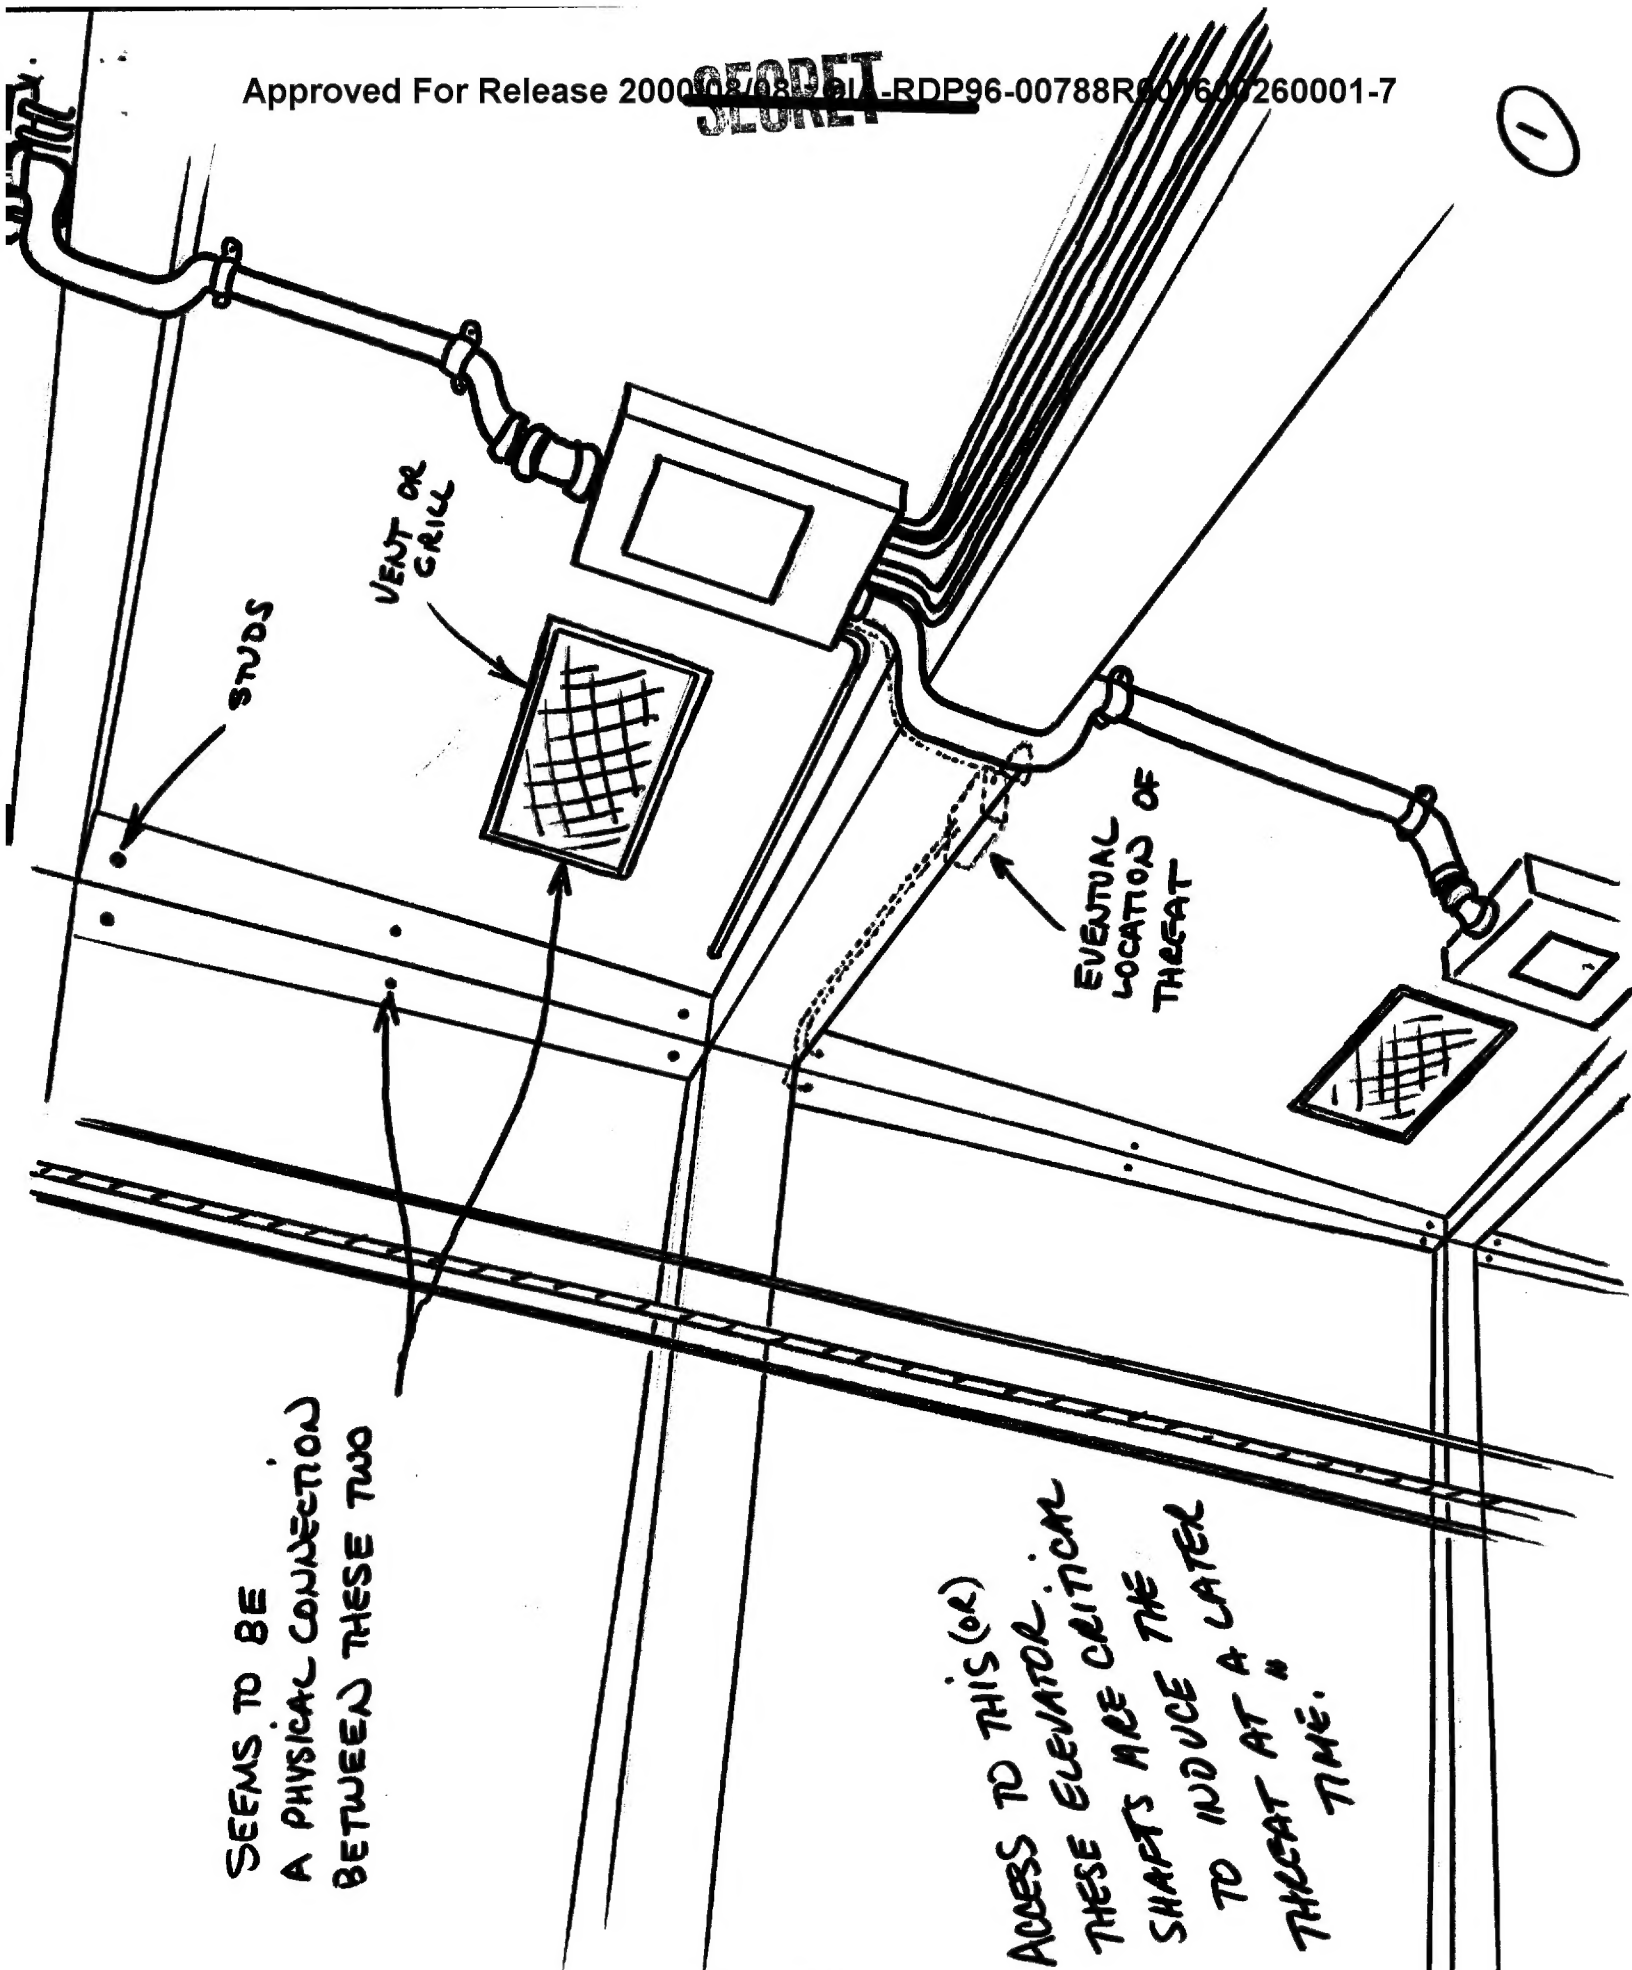 Approved For Release 2000/08/08 : CIA-RDP96-00788R001600260001-7
SECRET
1
STUDS
VENT OR
GRILL
EVENTUAL
LOCATION OF
THREAT
SEEMS TO BE
A PHYSICAL CONNECTION
BETWEEN THESE TWO
ACCESS TO THIS (OR)
THESE ELEVATOR
SHAFTS ARE CRITICAL
TO INDUCE THE
THREAT AT A LATER
TIME."